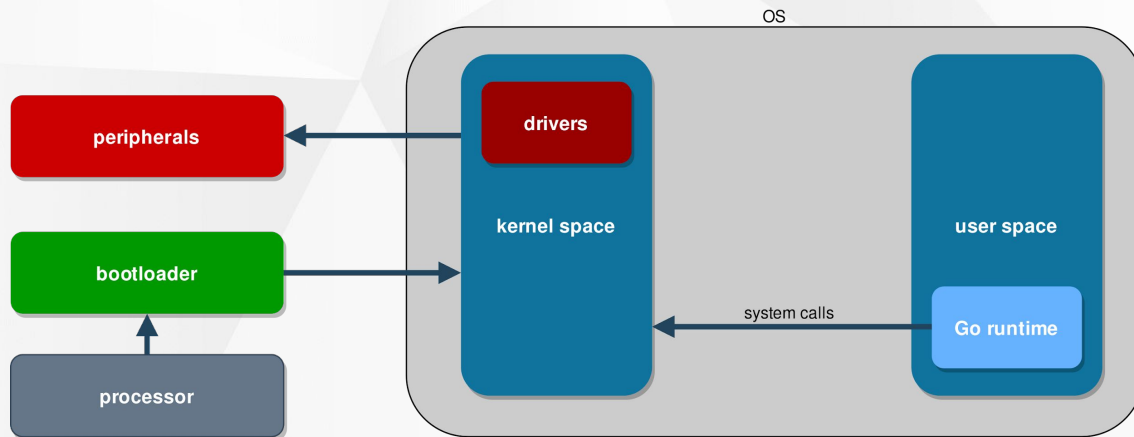 OS
drivers
peripherals
kernel space
user space
bootloader
system calls
Go runtime
processor